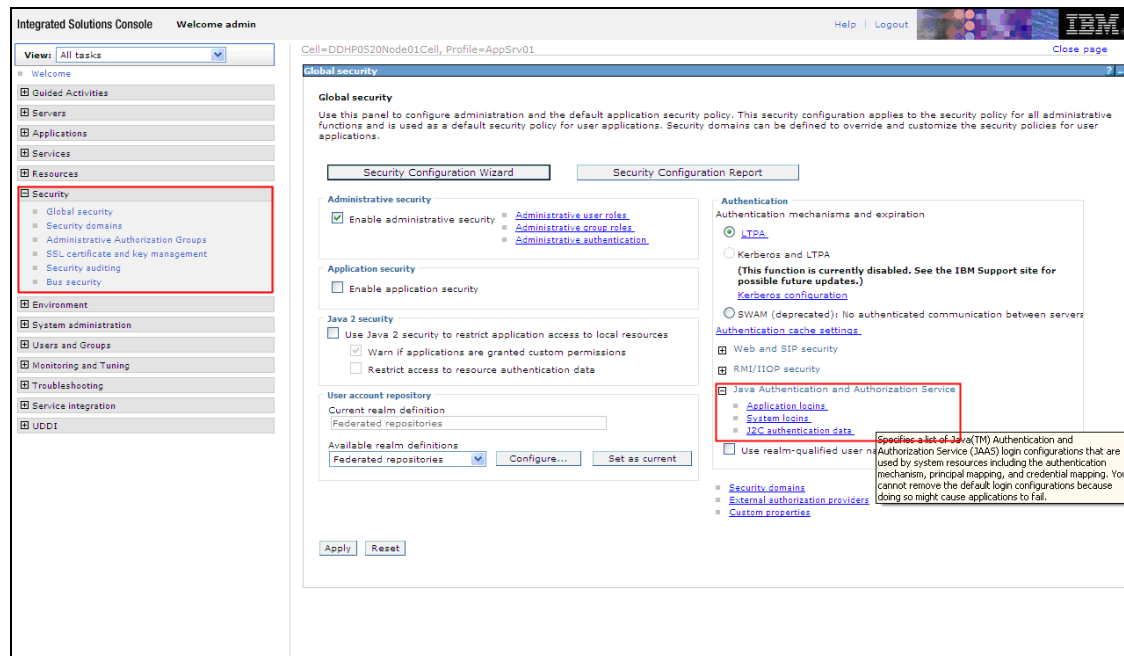 Integrated Solutions Console Welcome admin
Help | Logout
IBM
View: All tasks
Cell=DDHP0520Node01Cell, Profile=AppSrv01
Close page
Welcome
Guided Activities
Servers
Applications
Services
Resources
Security
Global security
Security domains
Administrative Authorization Groups
SSL certificate and key management
Security auditing
Bus security
Environment
System administration
Users and Groups
Monitoring and Tuning
Troubleshooting
Service integration
UDDI
Global security
? _
Global security
Use this panel to configure administration and the default application security policy. This security configuration applies to the security policy for all administrative
functions and is used as a default security policy for user applications. Security domains can be defined to override and customize the security policies for user
applications.
Security Configuration Wizard
Security Configuration Report
Administrative security
Enable administrative security
Administrative user roles
Administrative group roles
Administrative authentication
Application security
Enable application security
Java 2 security
Use Java 2 security to restrict application access to local resources
Warn if applications are granted custom permissions
Restrict access to resource authentication data
User account repository
Current realm definition
Federated repositories
Available realm definitions
Federated repositories
Configure...
Set as current
Authentication
Authentication mechanisms and expiration
LTPA
Kerberos and LTPA
(This function is currently disabled. See the IBM Support site for
possible future updates.)
Kerberos configuration
SWAM (deprecated): No authenticated communication between servers
Authentication cache settings
Web and SIP security
RMI/IIOP security
Java Authentication and Authorization Service
Application logins
System logins
J2C authentication data
Use realm-qualified user na
Specifies a list of Java(TM) Authentication and
Authorization Service (JAAS) login configurations that are
used by system resources including the authentication
mechanism, principal mapping, and credential mapping. You
cannot remove the default login configurations because
doing so might cause applications to fail.
Security domains
External authorization providers
Custom properties
Apply
Reset